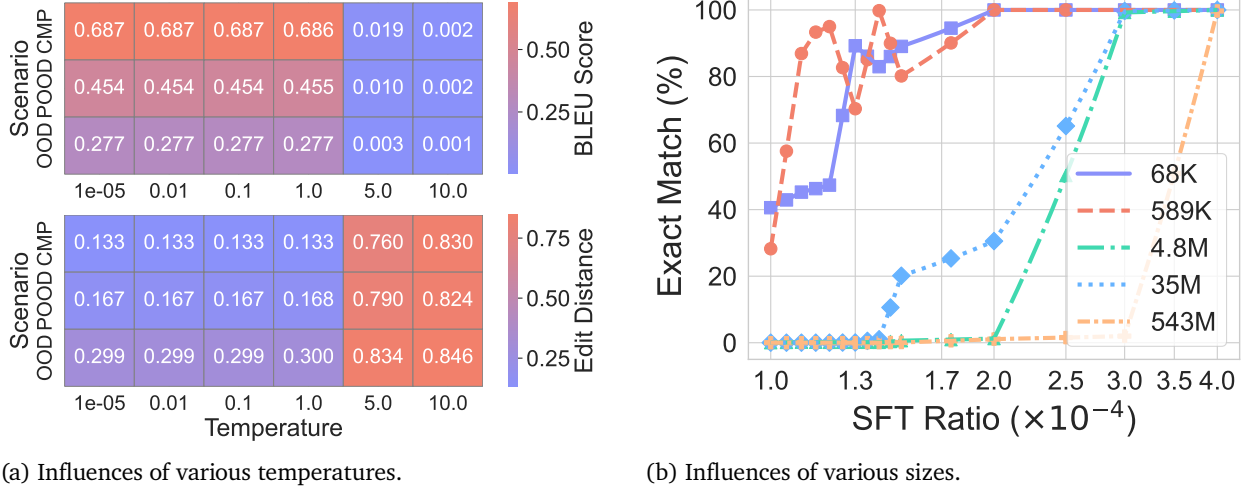 Scenario
CMP
0.687 0.687 0.687 0.686 0.019 0.002
POOD
0.454 0.454 0.454 0.455 0.010 0.002
OOD
0.277 0.277 0.277 0.277 0.003 0.001
1e-05 0.01 0.1 1.0 5.0 10.0
0.50
0.25
BLEU Score
Scenario
CMP
0.133 0.133 0.133 0.133 0.760 0.830
POOD
0.167 0.167 0.167 0.168 0.790 0.824
OOD
0.299 0.299 0.299 0.300 0.834 0.846
1e-05 0.01 0.1 1.0 5.0 10.0
Temperature
0.75
0.50
0.25
Edit Distance
(a) Influences of various temperatures.
Exact Match (%)
100
80
60
40
20
0
68K
589K
4.8M
35M
543M
1.0 1.3 1.7 2.0 2.5 3.0 3.5 4.0
SFT Ratio (×10⁻⁴)
(b) Influences of various sizes.